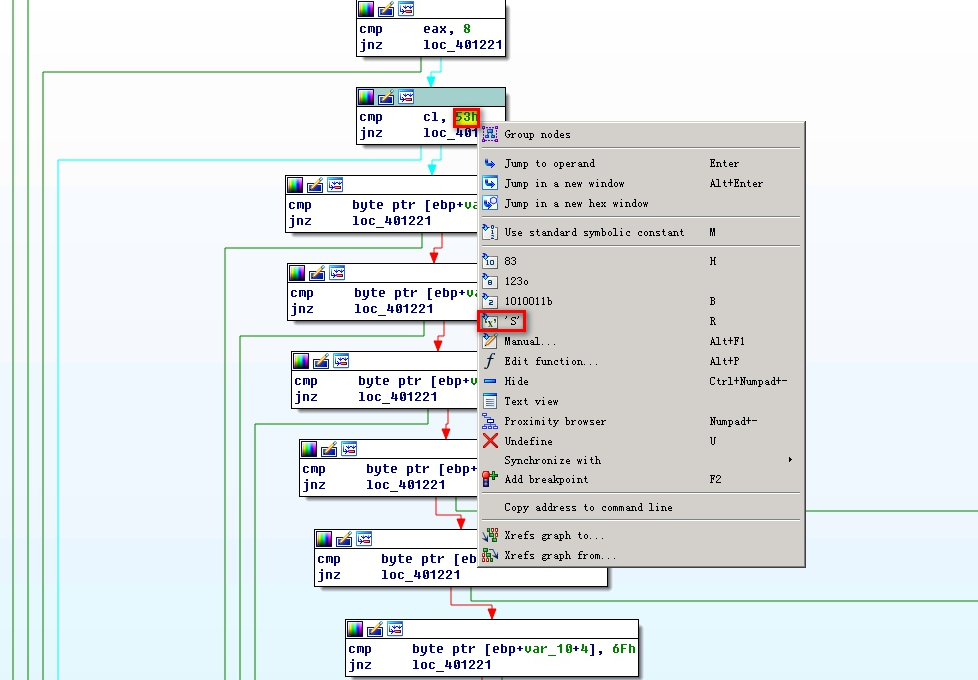 cmp eax, 8
jnz loc_401221
cmp cl, 53h
jnz loc_401
cmp byte ptr [ebp+va
jnz loc_401221
cmp byte ptr [ebp+va
jnz loc_401221
cmp byte ptr [ebp+v
jnz loc_401221
cmp byte ptr [ebp+
jnz loc_401221
cmp byte ptr [eb
jnz loc_401221
cmp byte ptr [ebp+var_10+4], 6Fh
jnz loc_401221
Group nodes
Jump to operand Enter
Jump in a new window Alt+Enter
Jump in a new hex window
Use standard symbolic constant M
83 H
123o
1010011b B
'S' R
Manual... Alt+F1
Edit function... Alt+P
Hide Ctrl+Numpad+-
Text view
Proximity browser Numpad+-
Undefine U
Synchronize with
Add breakpoint F2
Copy address to command line
Xrefs graph to...
Xrefs graph from...